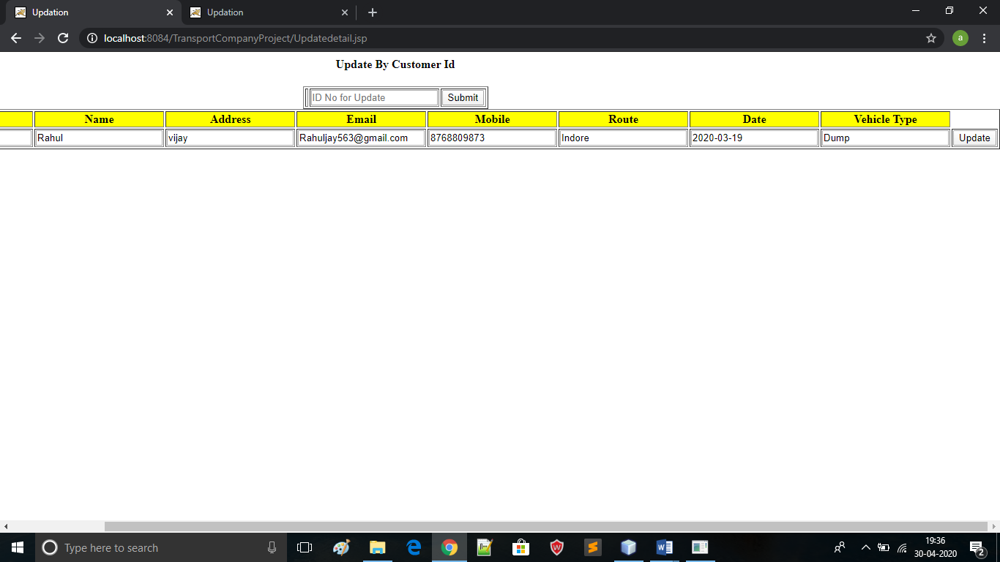 Updation
Updation
localhost:8084/TransportCompanyProject/Updatedetail.jsp
a
Update By Customer Id
ID No for Update Submit
Name Address Email Mobile Route Date Vehicle Type
Rahul vijay Rahuljay563@gmail.com 8768809873 Indore 2020-03-19 Dump Update
Type here to search
19:36
30-04-2020
2